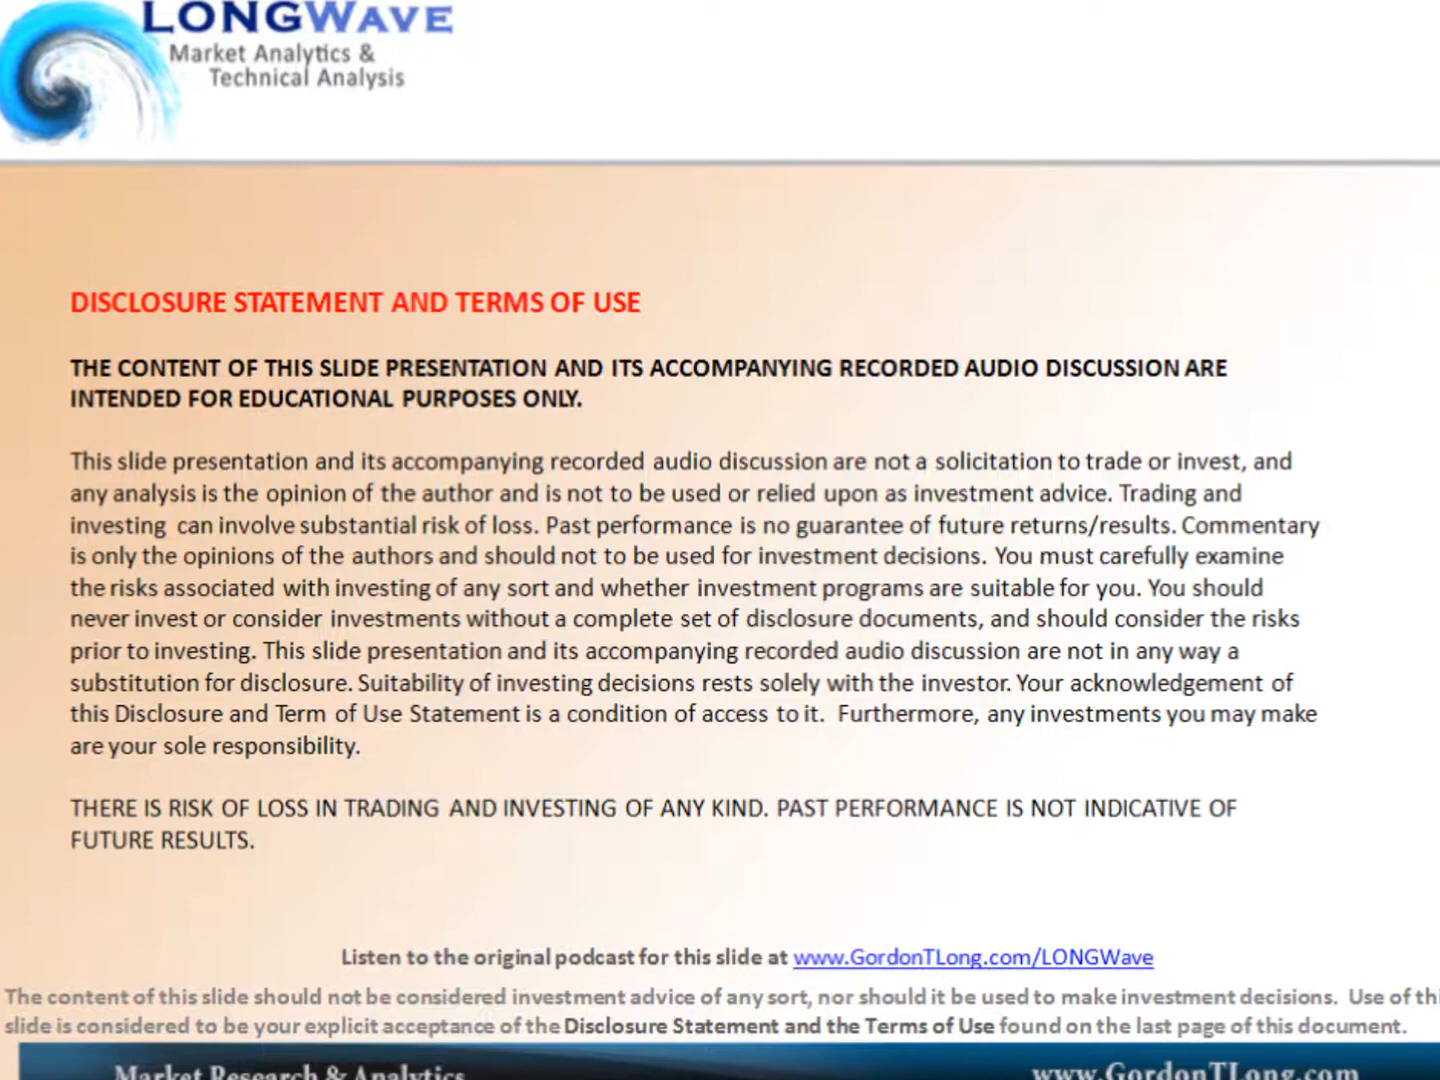 LONGWAVE
Market Analytics &
Technical Analysis
DISCLOSURE STATEMENT AND TERMS OF USE
THE CONTENT OF THIS SLIDE PRESENTATION AND ITS ACCOMPANYING RECORDED AUDIO DISCUSSION ARE
INTENDED FOR EDUCATIONAL PURPOSES ONLY.
This slide presentation and its accompanying recorded audio discussion are not a solicitation to trade or invest, and
any analysis is the opinion of the author and is not to be used or relied upon as investment advice. Trading and
investing can involve substantial risk of loss. Past performance is no guarantee of future returns/results. Commentary
is only the opinions of the authors and should not to be used for investment decisions. You must carefully examine
the risks associated with investing of any sort and whether investment programs are suitable for you. You should
never invest or consider investments without a complete set of disclosure documents, and should consider the risks
prior to investing. This slide presentation and its accompanying recorded audio discussion are not in any way a
substitution for disclosure. Suitability of investing decisions rests solely with the investor. Your acknowledgement of
this Disclosure and Term of Use Statement is a condition of access to it. Furthermore, any investments you may make
are your sole responsibility.
THERE IS RISK OF LOSS IN TRADING AND INVESTING OF ANY KIND. PAST PERFORMANCE IS NOT INDICATIVE OF
FUTURE RESULTS.
Listen to the original podcast for this slide at www.GordonTLong.com/LONGWave
The content of this slide should not be considered investment advice of any sort, nor should it be used to make investment decisions. Use of thi
slide is considered to be your explicit acceptance of the Disclosure Statement and the Terms of Use found on the last page of this document.
Market Research & Analytics
www.GordonTLong.com